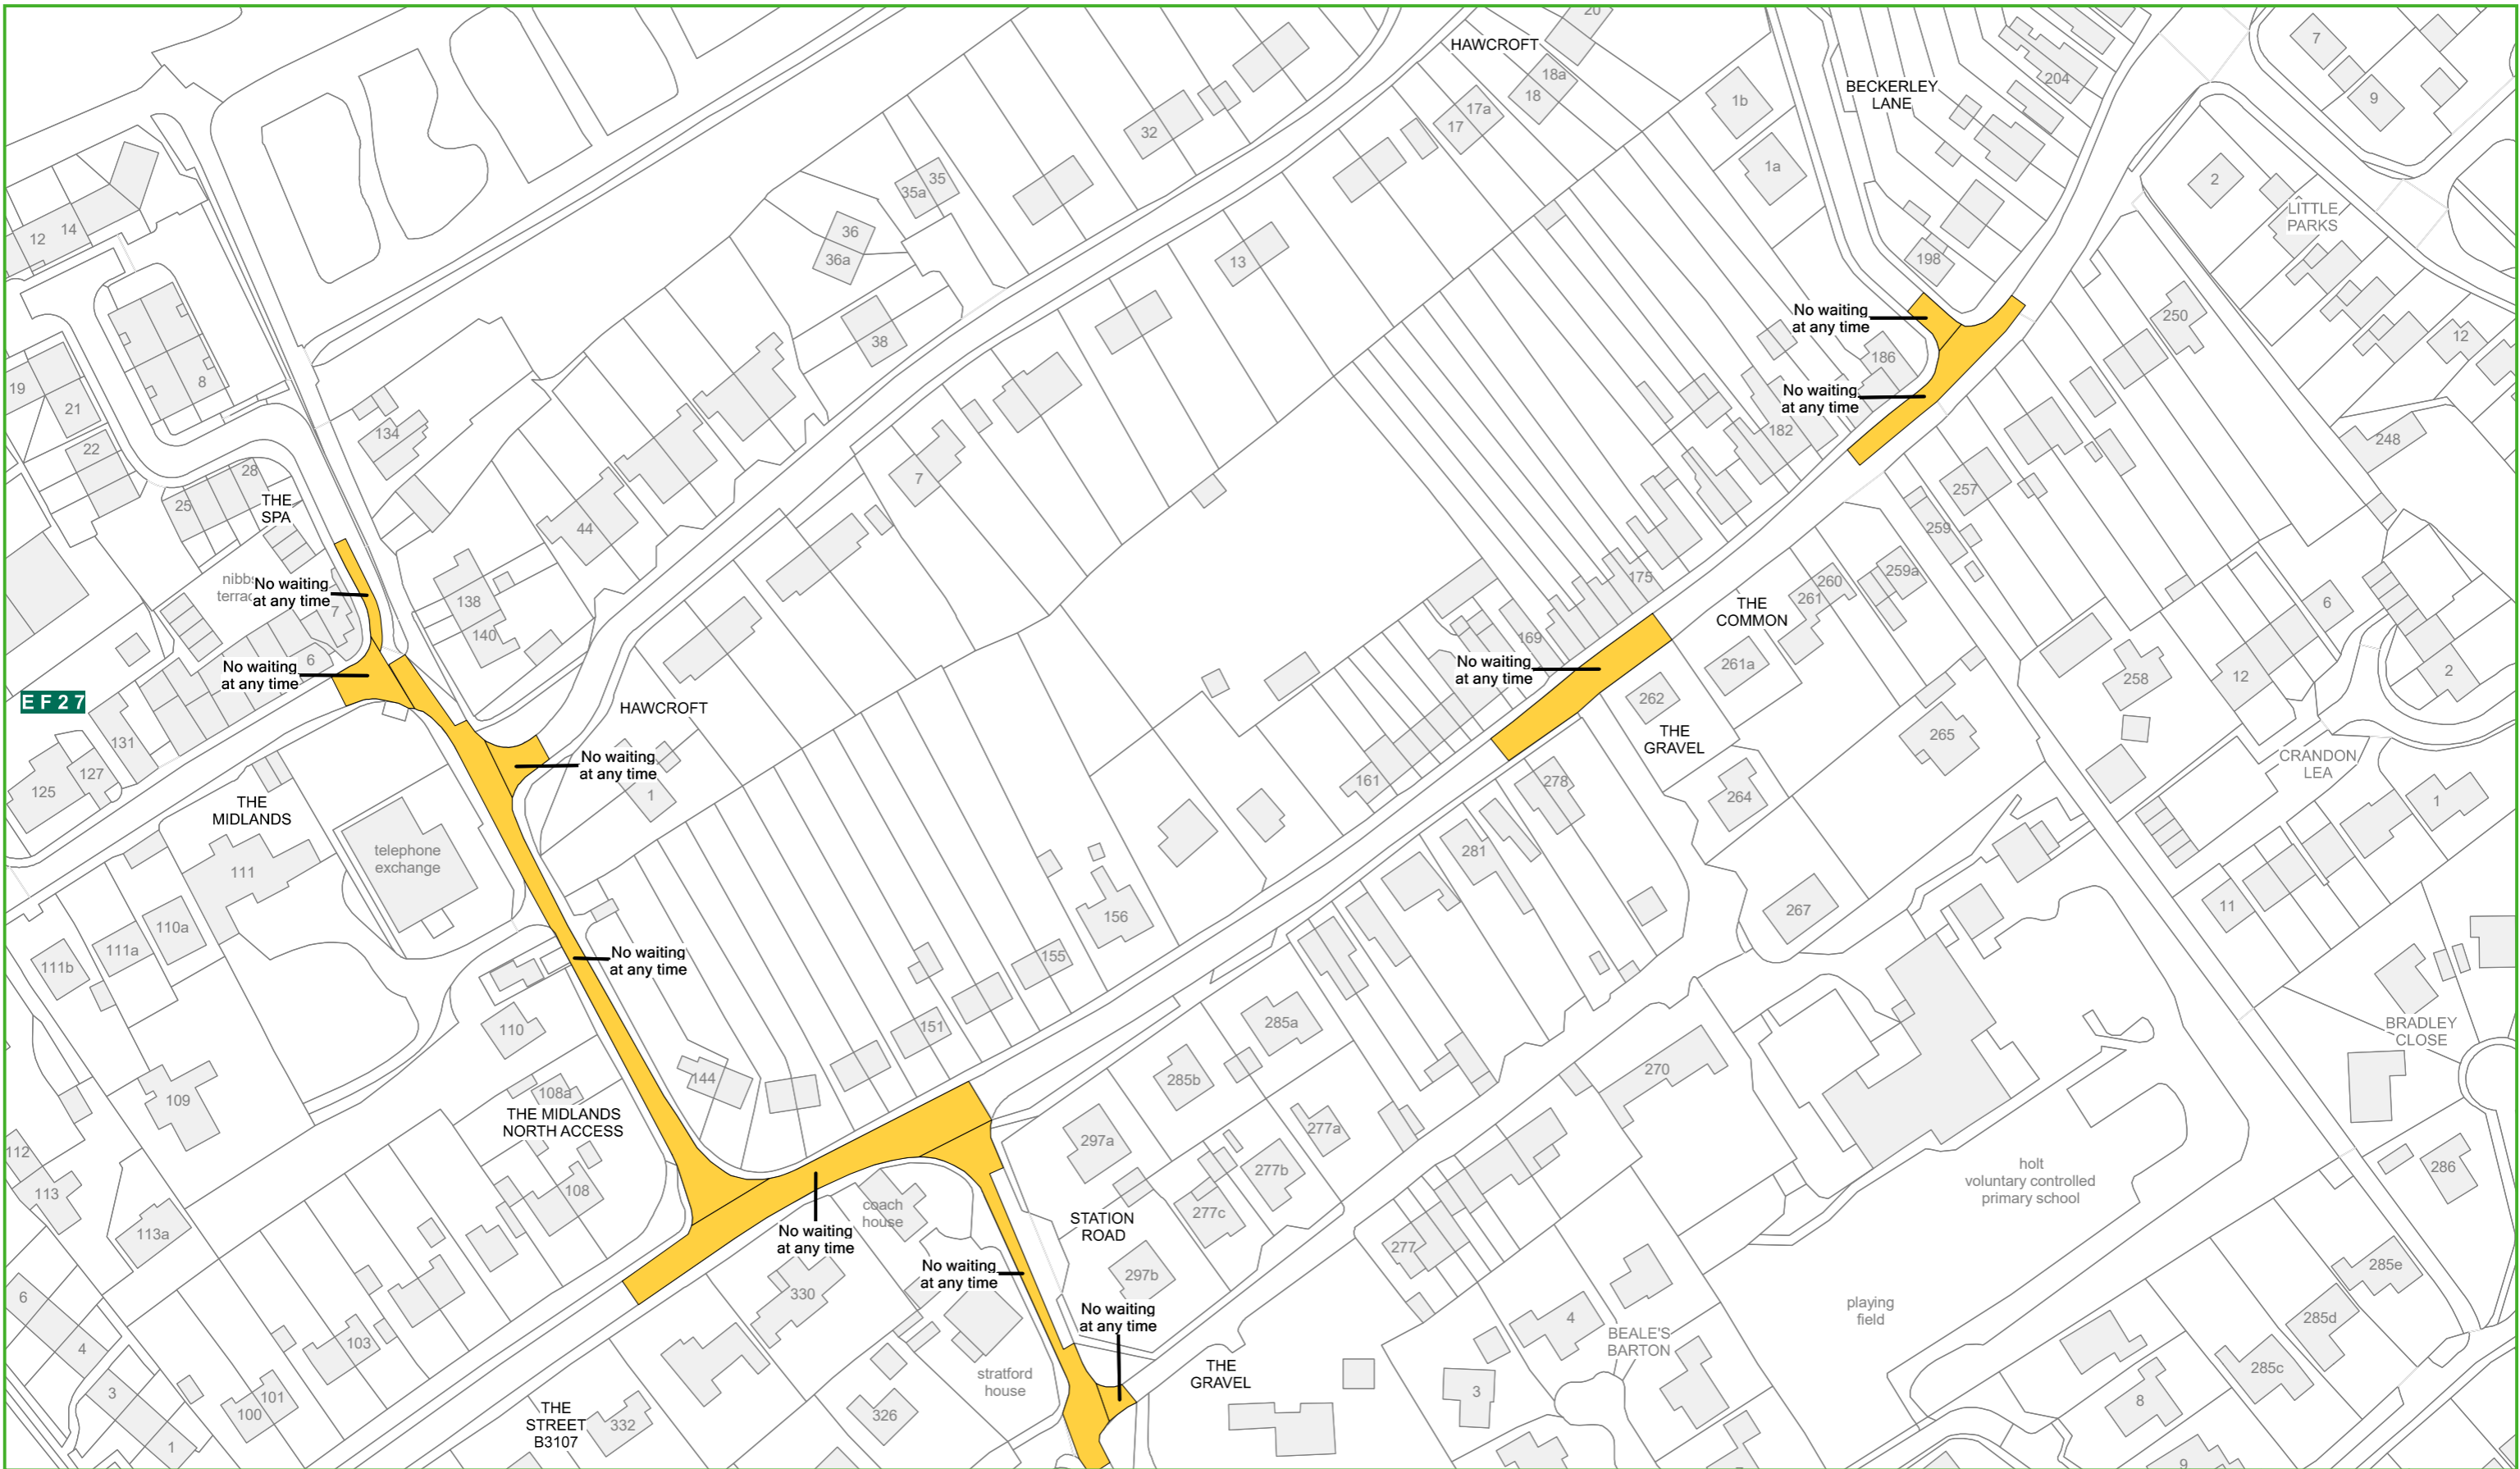 20
HAWCROFT
18a
18
17a
17
1b
1a
BECKERLEY
LANE
204
7
9
2
LITTLE
PARKS
32
35
35a
36
36a
38
13
12
14
198
No waiting
at any time
186
No waiting
at any time
182
250
12
248
19
21
22
8
28
25
THE
SPA
134
44
7
257
259
nibbs
No waiting
at any time
7
6
No waiting
at any time
138
140
E F 2 7
131
127
125
HAWCROFT
No waiting
at any time
1
175
169
No waiting
at any time
161
THE
COMMON
260
261
259a
261a
262
THE
GRAVEL
264
265
258
6
12
2
CRANDON
LEA
1
11
THE
MIDLANDS
telephone
exchange
111
110a
111a
111b
No waiting
at any time
110
278
281
267
156
155
151
144
285a
285b
270
BRADLEY
CLOSE
109
108a
THE MIDLANDS
NORTH ACCESS
108
112
113
113a
297a
277a
277b
277c
holt
voluntary controlled
primary school
286
coach
house
STATION
ROAD
No waiting
at any time
No waiting
at any time
297b
277
330
285e
285d
285c
playing
field
6
4
3
1
103
101
100
No waiting
at any time
stratford
house
THE
GRAVEL
4
BEALE'S
BARTON
3
8
9
THE
STREET
B3107
332
326